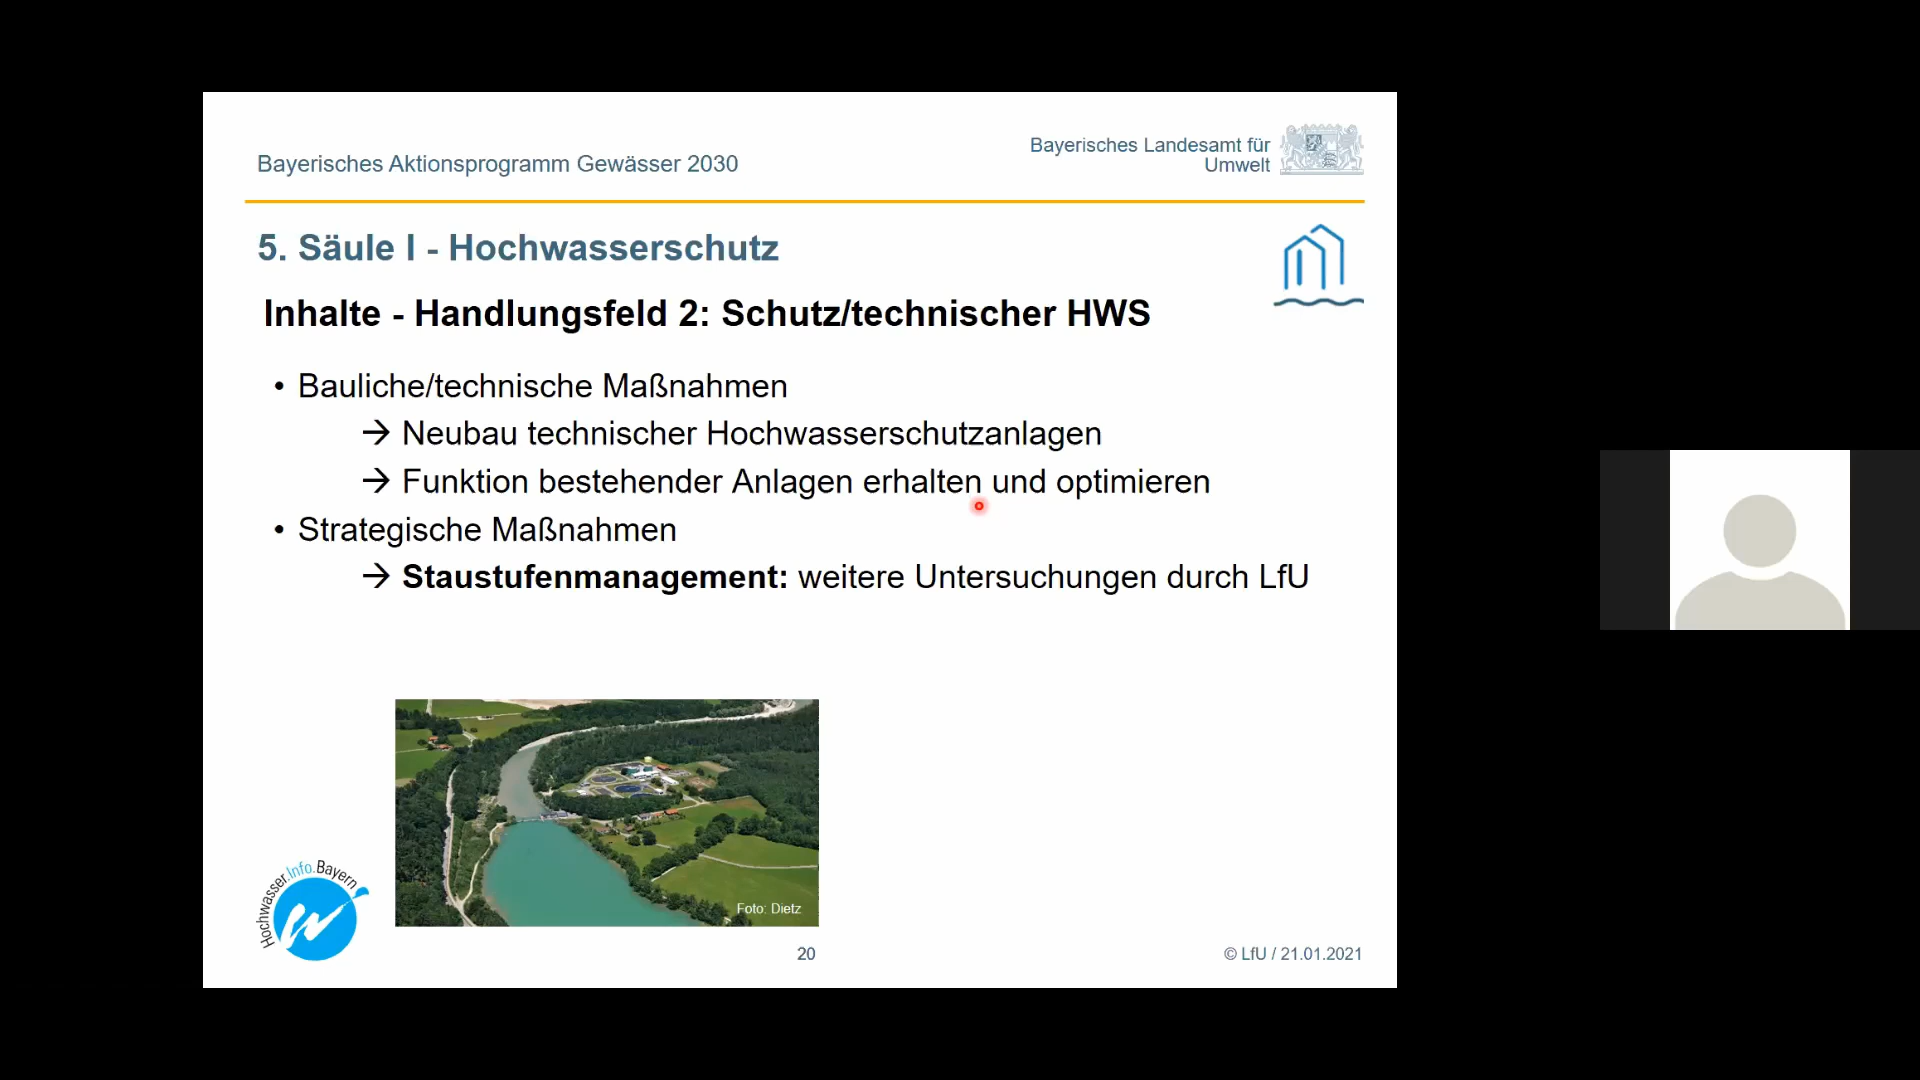 Bayerisches Aktionsprogramm Gewässer 2030
Bayerisches Landesamt für
Umwelt
5. Säule I - Hochwasserschutz
Inhalte - Handlungsfeld 2: Schutz/technischer HWS
• Bauliche/technische Maßnahmen
→ Neubau technischer Hochwasserschutzanlagen
→ Funktion bestehender Anlagen erhalten und optimieren
• Strategische Maßnahmen
→ Staustufenmanagement: weitere Untersuchungen durch LfU
Hochwasser.Info.Bayern
Foto: Dietz
20
© LfU / 21.01.2021